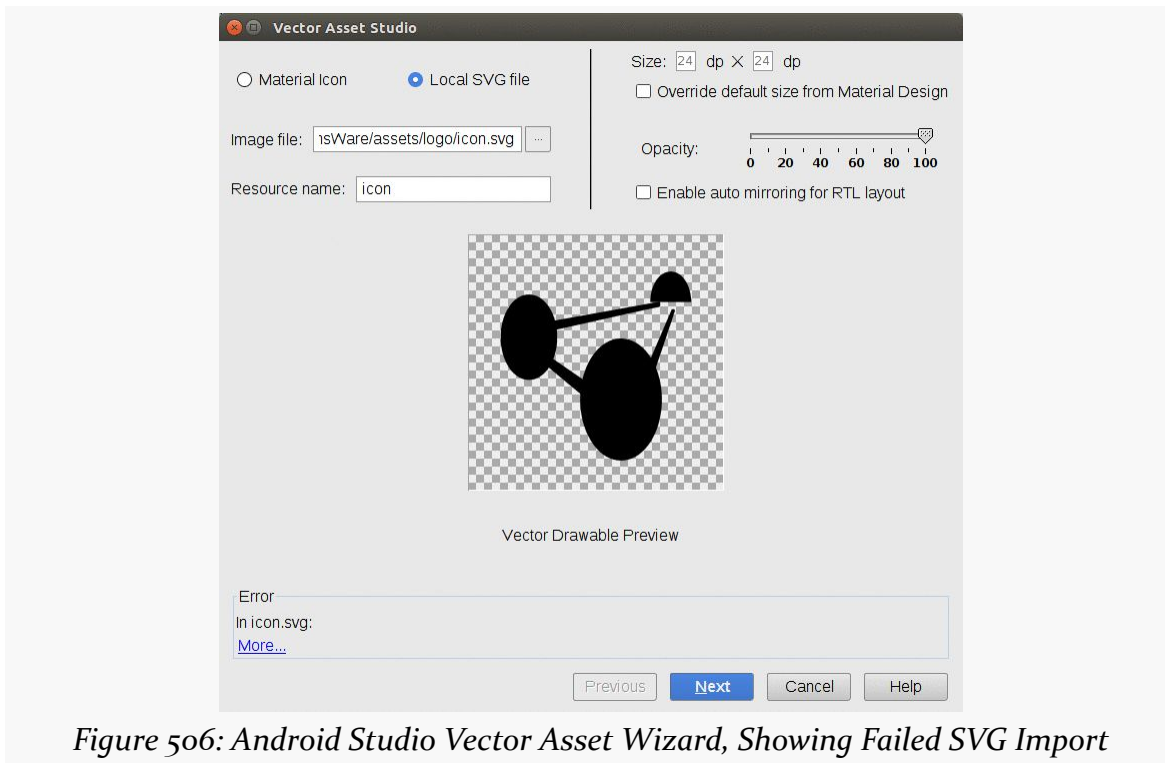 Vector Asset Studio
Material Icon
Local SVG file
Image file:
nsWare/assets/logo/icon.svg
...
Resource name:
icon
Size: 24 dp X 24 dp
Override default size from Material Design
Opacity:
0 20 40 60 80 100
Enable auto mirroring for RTL layout
Vector Drawable Preview
Error
In icon.svg:
More...
Previous
Next
Cancel
Help
Figure 506: Android Studio Vector Asset Wizard, Showing Failed SVG Import